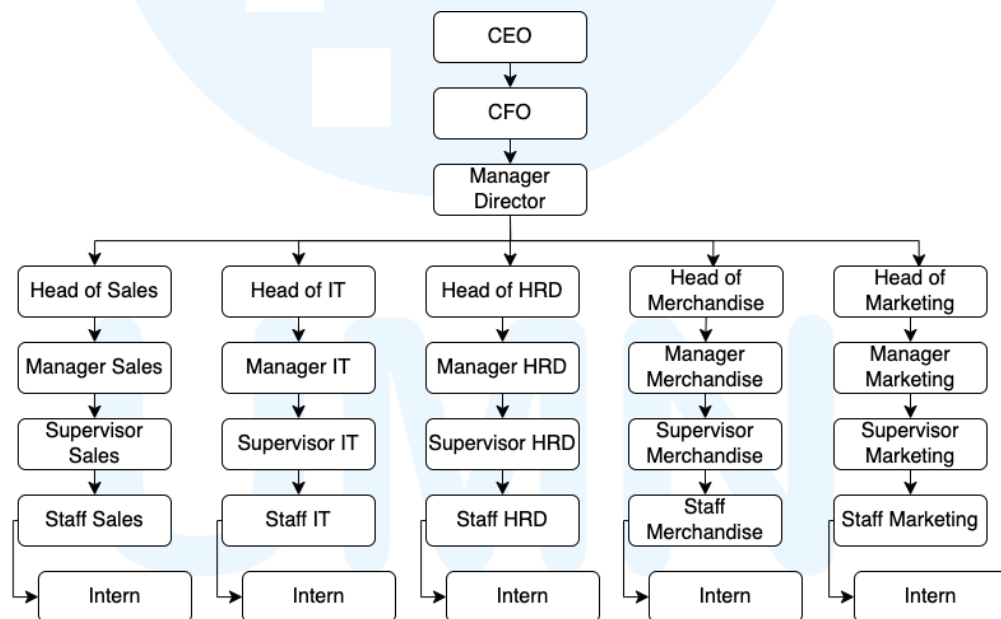 CEO
CFO
Manager
Director
Head of Sales
Head of IT
Head of HRD
Head of
Merchandise
Head of
Marketing
Manager Sales
Manager IT
Manager HRD
Manager
Merchandise
Manager
Marketing
Supervisor
Sales
Supervisor IT
Supervisor HRD
Supervisor
Merchandise
Supervisor
Marketing
Staff Sales
Staff IT
Staff HRD
Staff
Merchandise
Staff Marketing
Intern
Intern
Intern
Intern
Intern
UMN